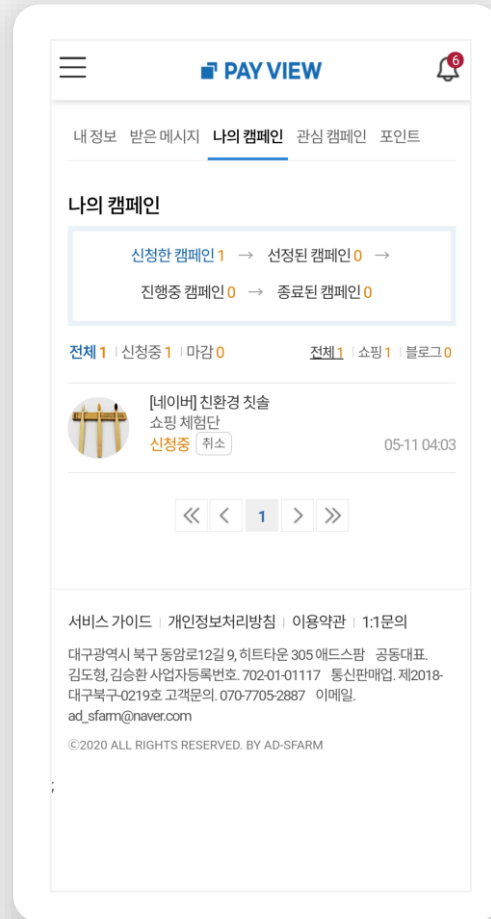 PAY VIEW
6
내 정보 받은 메시지 나의 캠페인 관심 캠페인 포인트
나의 캠페인
신청한 캠페인 1 → 선정된 캠페인 0 →
진행중 캠페인 0 → 종료된 캠페인 0
전체 1 신청중 1 마감 0 전체 1 쇼핑 1 블로그 0
[네이버] 친환경 칫솔
쇼핑 체험단
신청중 취소 05-11 04:03
1
서비스 가이드 개인정보처리방침 이용약관 1:1문의
대구광역시 북구 동암로12길 9, 히트타운 305 애드스팜 공동대표.
김도형, 김승환 사업자등록번호. 702-01-01117 통신판매업. 제2018-
대구북구-0219호 고객문의. 070-7705-2887 이메일.
ad_sfarm@naver.com
©2020 ALL RIGHTS RESERVED. BY AD-SFARM
;